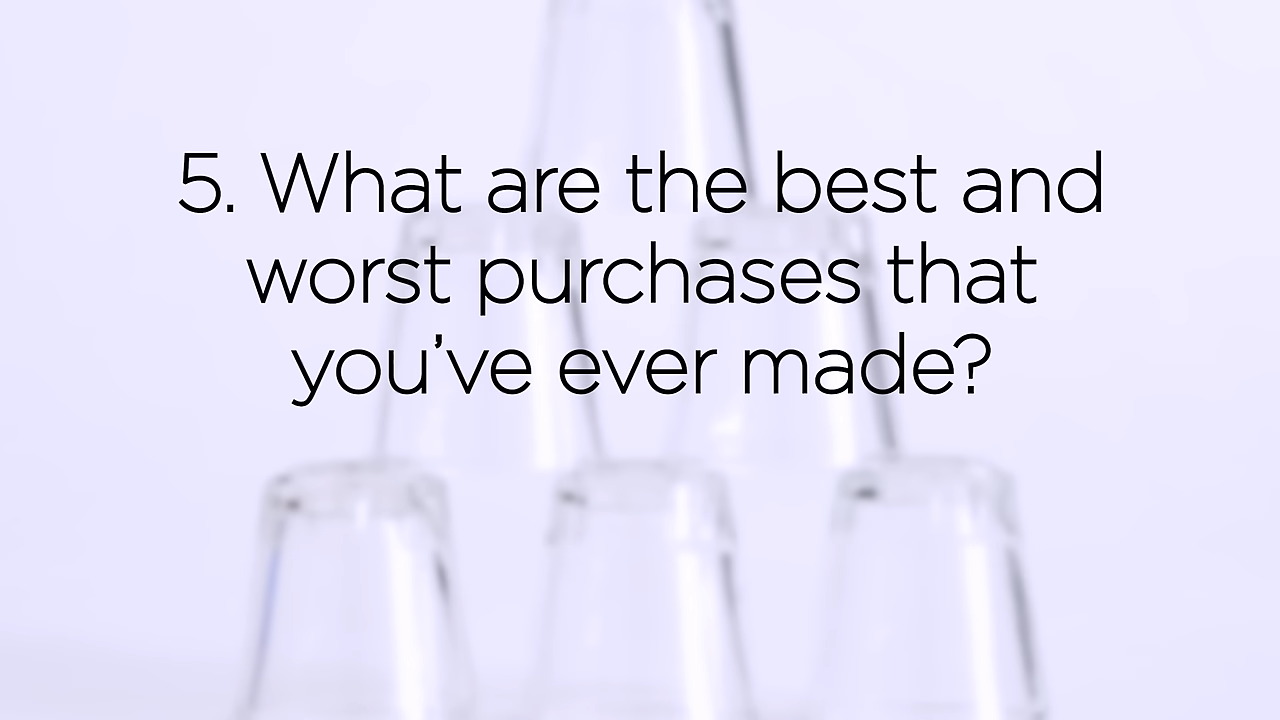 5. What are the best and
worst purchases that
you’ve ever made?